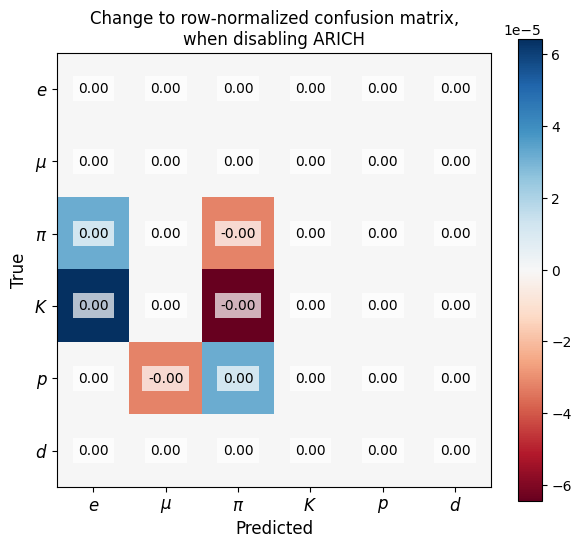 Change to row-normalized confusion matrix,
when disabling ARICH
1e−5
e 0.00 0.00 0.00 0.00 0.00 0.00
μ 0.00 0.00 0.00 0.00 0.00 0.00
π 0.00 0.00 -0.00 0.00 0.00 0.00
K 0.00 0.00 -0.00 0.00 0.00 0.00
p 0.00 -0.00 0.00 0.00 0.00 0.00
d 0.00 0.00 0.00 0.00 0.00 0.00
e μ π K p d
Predicted
True
6
4
2
0
−2
−4
−6